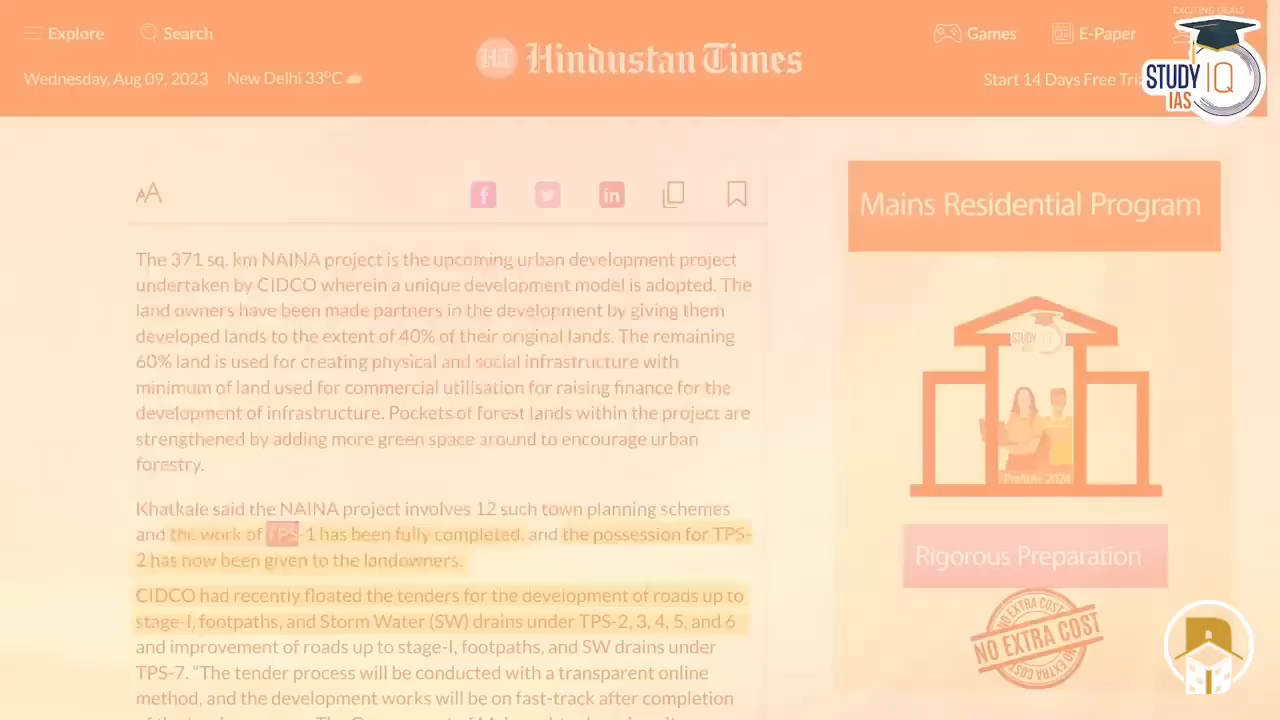 EXCITING DEALS
Explore
Search
Games
E-Paper
Hindustan Times
Wednesday, Aug 09, 2023
New Delhi 33°C
Start 14 Days Free
STUDY IQ
IAS
AA
Mains Residential Program
The 371 sq. km NAINA project is the upcoming urban development project
undertaken by CIDCO wherein a unique development model is adopted. The
land owners have been made partners in the development by giving them
developed lands to the extent of 40% of their original lands. The remaining
60% land is used for creating physical and social infrastructure with
minimum of land used for commercial utilisation for raising finance for the
development of infrastructure. Pockets of forest lands within the project are
strengthened by adding more green space around to encourage urban
forestry.
Khatkale said the NAINA project involves 12 such town planning schemes
and the work of TPS-1 has been fully completed, and the possession for TPS-
2 has now been given to the landowners.
CIDCO had recently floated the tenders for the development of roads up to
stage-I, footpaths, and Storm Water (SW) drains under TPS-2, 3, 4, 5, and 6
and improvement of roads up to stage-I, footpaths, and SW drains under
TPS-7. “The tender process will be conducted with a transparent online
method, and the development works will be on fast-track after completion
STUDY
Prelims 2024
Rigorous Preparation
NO EXTRA COST
NO EXTRA COST
NO EXTRA COST